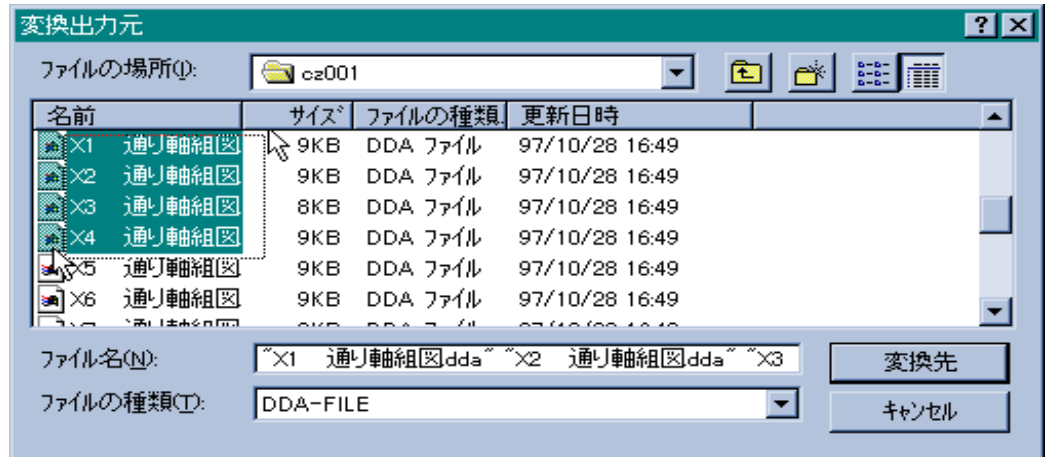 変換出力元
ファイルの場所(I): cz001
名前 サイズ ファイルの種類 更新日時
X1 通り軸組図 9KB DDA ファイル 97/10/28 16:49
X2 通り軸組図 9KB DDA ファイル 97/10/28 16:49
X3 通り軸組図 8KB DDA ファイル 97/10/28 16:49
X4 通り軸組図 9KB DDA ファイル 97/10/28 16:49
X5 通り軸組図 9KB DDA ファイル 97/10/28 16:49
X6 通り軸組図 9KB DDA ファイル 97/10/28 16:49
ファイル名(N): "X1 通り軸組図.dda" "X2 通り軸組図.dda" "X3 変換先
ファイルの種類(T): DDA-FILE キャンセル